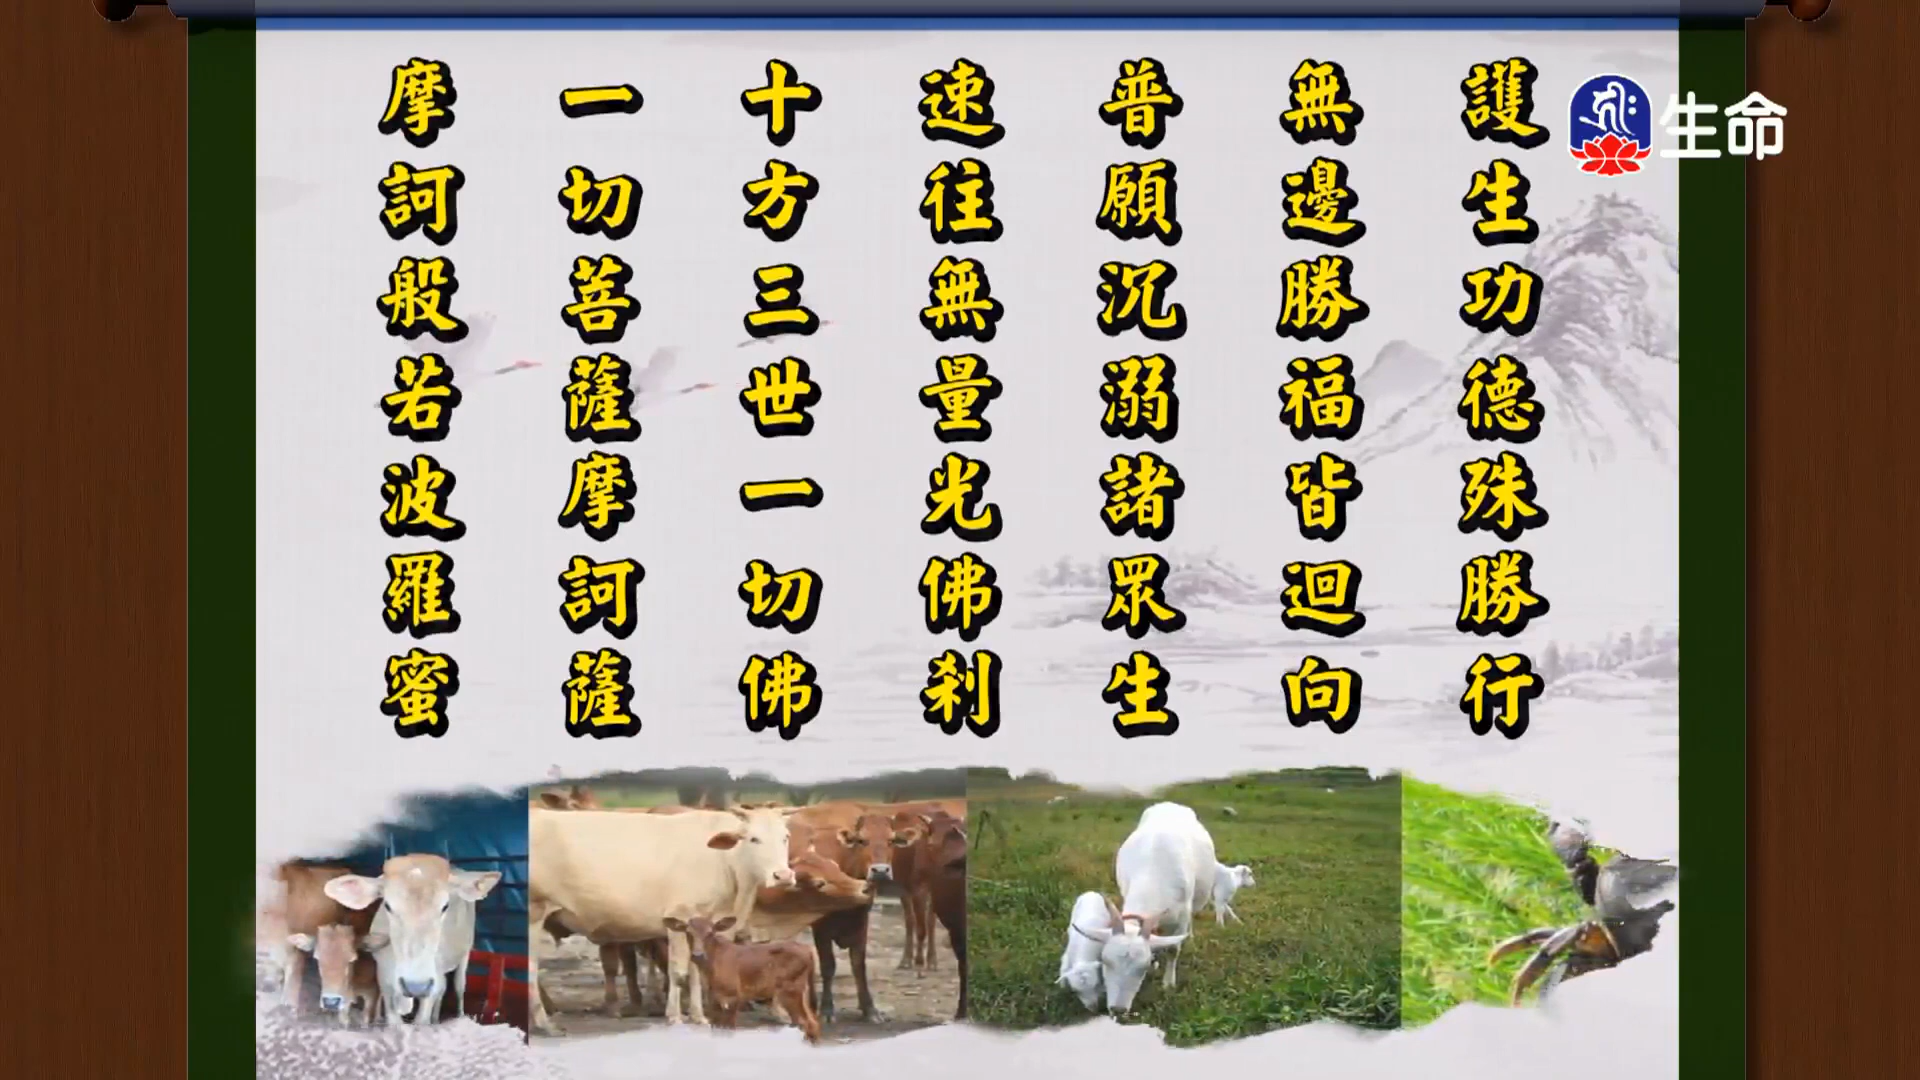 護生功德殊勝行
無邊勝福皆迴向
普願沉溺諸眾生
速往無量光佛剎
十方三世一切佛
一切菩薩摩訶薩
摩訶般若波羅蜜
生命